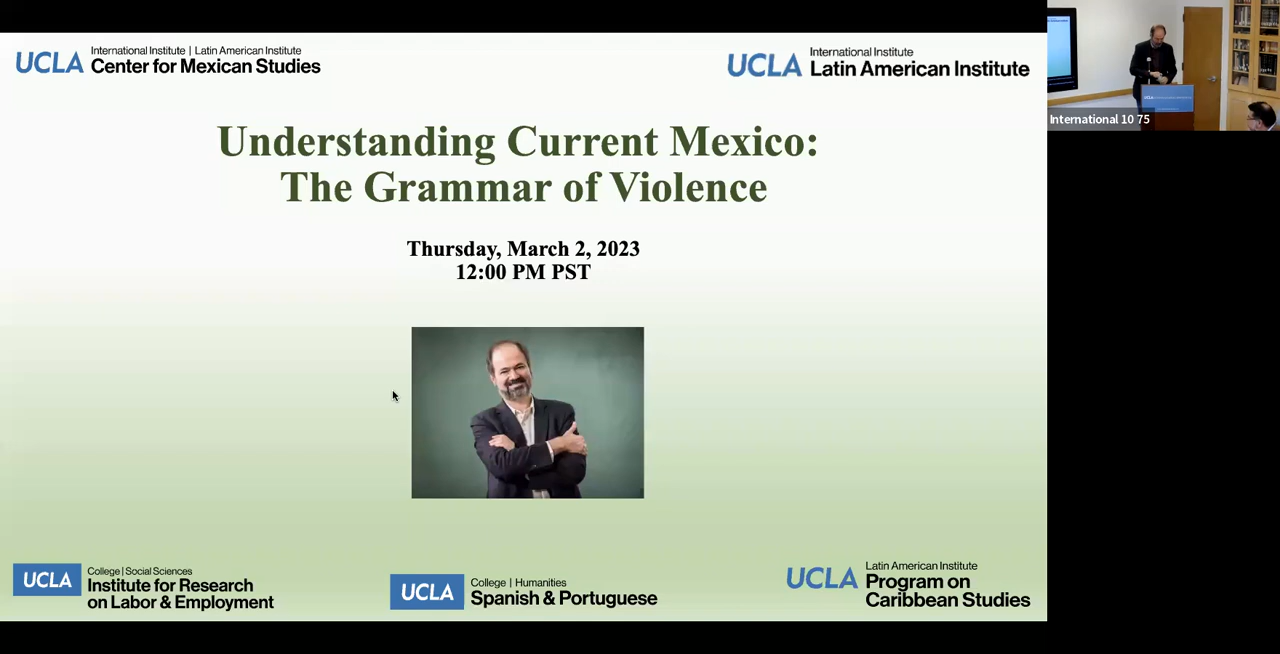 UCLA
International Institute | Latin American Institute
Center for Mexican Studies
UCLA
International Institute
Latin American Institute
Understanding Current Mexico:
The Grammar of Violence
Thursday, March 2, 2023
12:00 PM PST
UCLA
College | Social Sciences
Institute for Research
on Labor & Employment
UCLA
College | Humanities
Spanish & Portuguese
UCLA
Latin American Institute
Program on
Caribbean Studies
International 10 75
UCLA